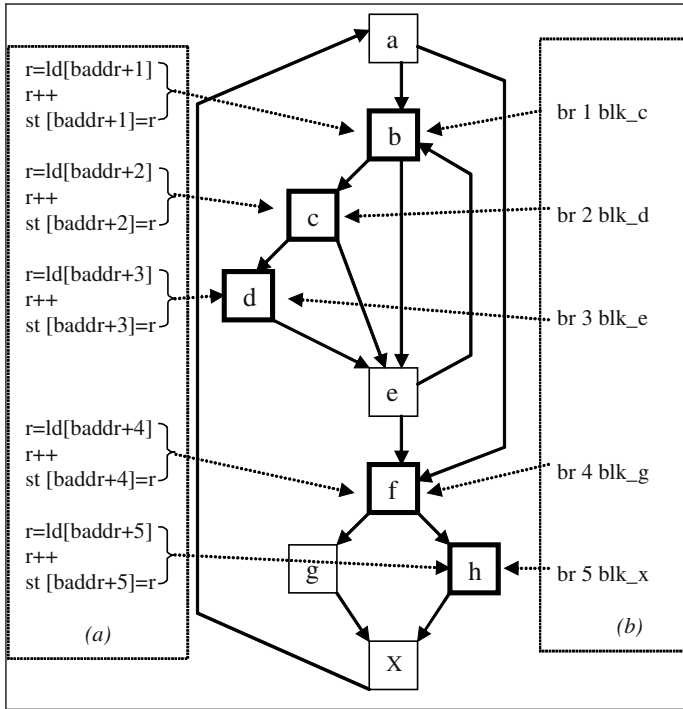 r=ld[baddr+1]
r++
st [baddr+1]=r
r=ld[baddr+2]
r++
st [baddr+2]=r
r=ld[baddr+3]
r++
st [baddr+3]=r
r=ld[baddr+4]
r++
st [baddr+4]=r
r=ld[baddr+5]
r++
st [baddr+5]=r
(a)
a
b
c
d
e
f
g
h
x
br 1 blk_c
br 2 blk_d
br 3 blk_e
br 4 blk_g
br 5 blk_x
(b)